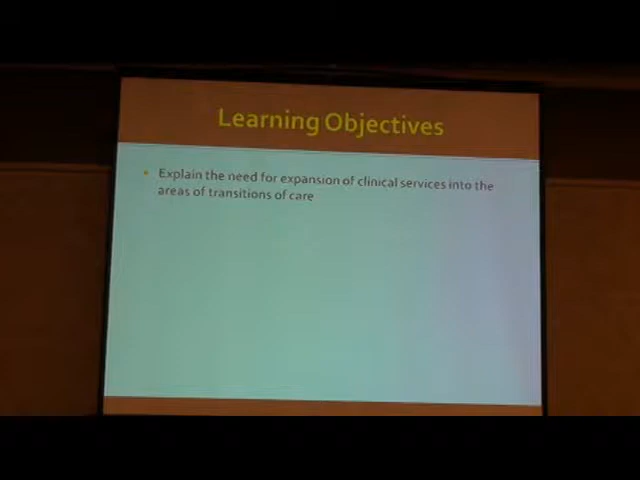 Learning Objectives
• Explain the need for expansion of clinical services into the
areas of transitions of care